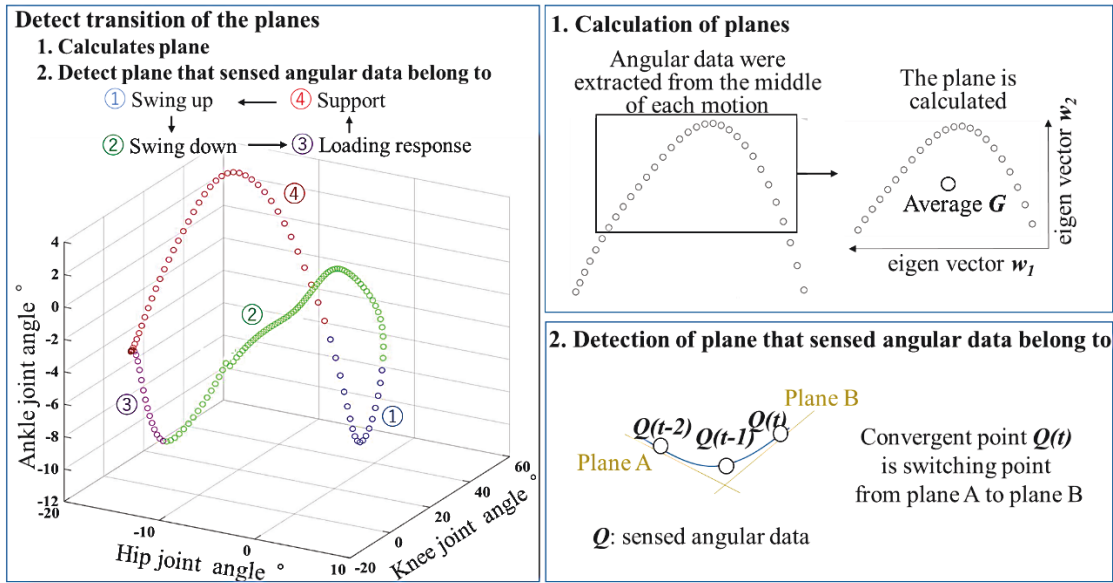 Detect transition of the planes
1. Calculates plane
2. Detect plane that sensed angular data belong to
① Swing up
④ Support
② Swing down
③ Loading response
④
②
③
①
Ankle joint angle °
4
2
0
-2
-4
-6
-8
-10
-12
-20
-10
0
10
Hip joint angle °
-20
0
20
40
60
Knee joint angle °
1. Calculation of planes
Angular data were
extracted from the middle
of each motion
The plane is
calculated
Average G
eigen vector w1
eigen vector w2
2. Detection of plane that sensed angular data belong to
Plane B
Q(t-2)
Q(t-1)
Q(t)
Plane A
Convergent point Q(t)
is switching point
from plane A to plane B
Q: sensed angular data